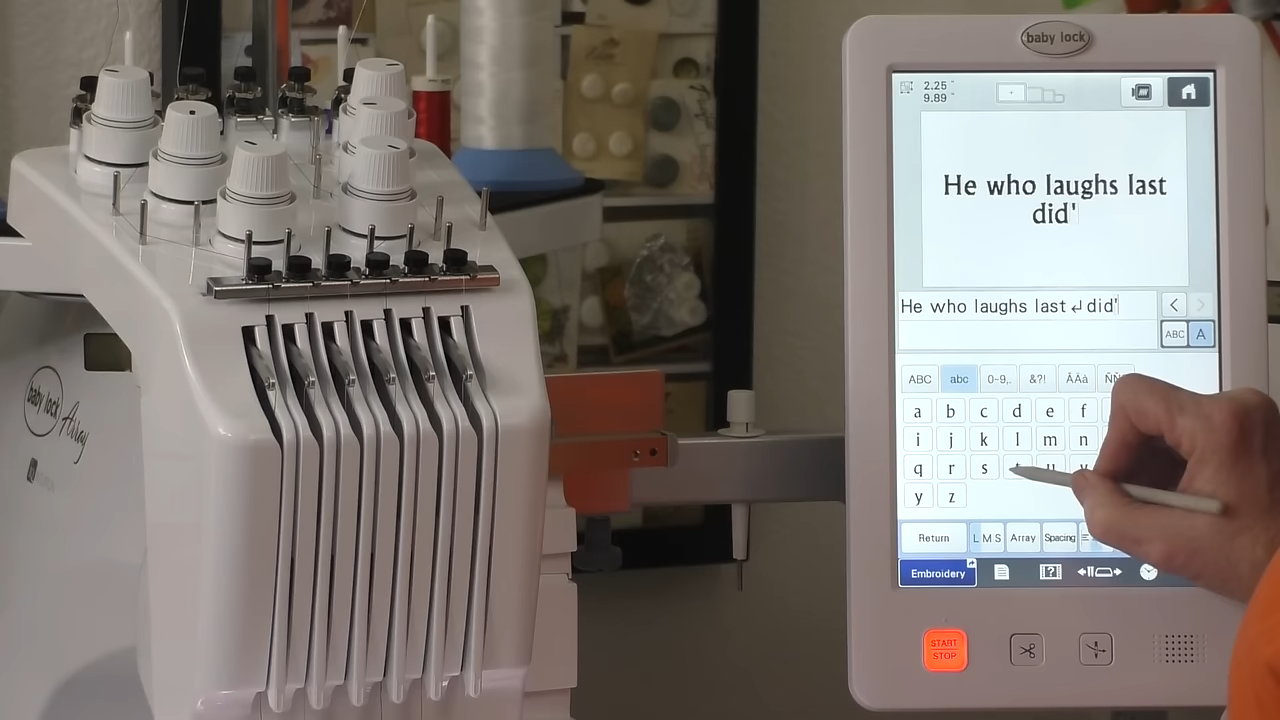 baby lock
2.25
9.89
He who laughs last
did'
He who laughs last ↵ did'
ABC A
ABC abc 0-9,. &?! ÄÂà
a b c d e f
i j k l m n
q r s t u v
y z
Return L M S Array Spacing
Embroidery
START
STOP
baby lock
Array